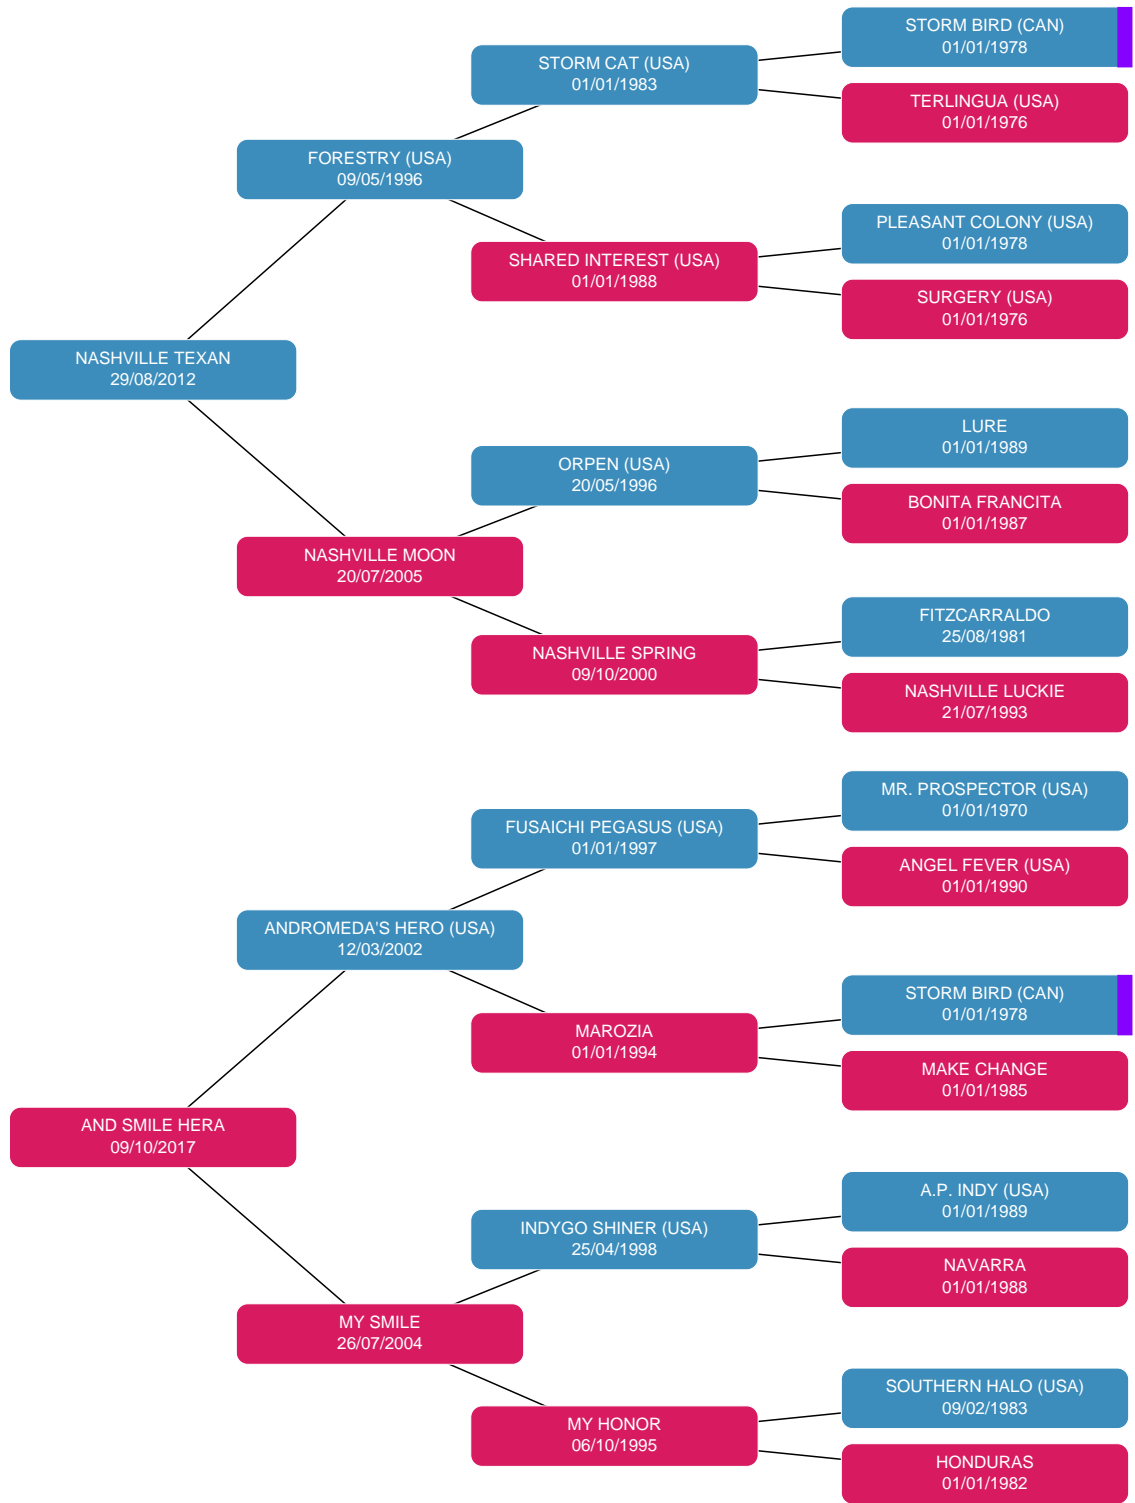 STORM BIRD (CAN)
01/01/1978
STORM CAT (USA)
01/01/1983
TERLINGUA (USA)
01/01/1976
FORESTRY (USA)
09/05/1996
PLEASANT COLONY (USA)
01/01/1978
SHARED INTEREST (USA)
01/01/1988
SURGERY (USA)
01/01/1976
NASHVILLE TEXAN
29/08/2012
LURE
01/01/1989
ORPEN (USA)
20/05/1996
BONITA FRANCITA
01/01/1987
NASHVILLE MOON
20/07/2005
FITZCARRALDO
25/08/1981
NASHVILLE SPRING
09/10/2000
NASHVILLE LUCKIE
21/07/1993
MR. PROSPECTOR (USA)
01/01/1970
FUSAICHI PEGASUS (USA)
01/01/1997
ANGEL FEVER (USA)
01/01/1990
ANDROMEDA'S HERO (USA)
12/03/2002
STORM BIRD (CAN)
01/01/1978
MAROZIA
01/01/1994
MAKE CHANGE
01/01/1985
AND SMILE HERA
09/10/2017
A.P. INDY (USA)
01/01/1989
INDYGO SHINER (USA)
25/04/1998
NAVARRA
01/01/1988
MY SMILE
26/07/2004
SOUTHERN HALO (USA)
09/02/1983
MY HONOR
06/10/1995
HONDURAS
01/01/1982